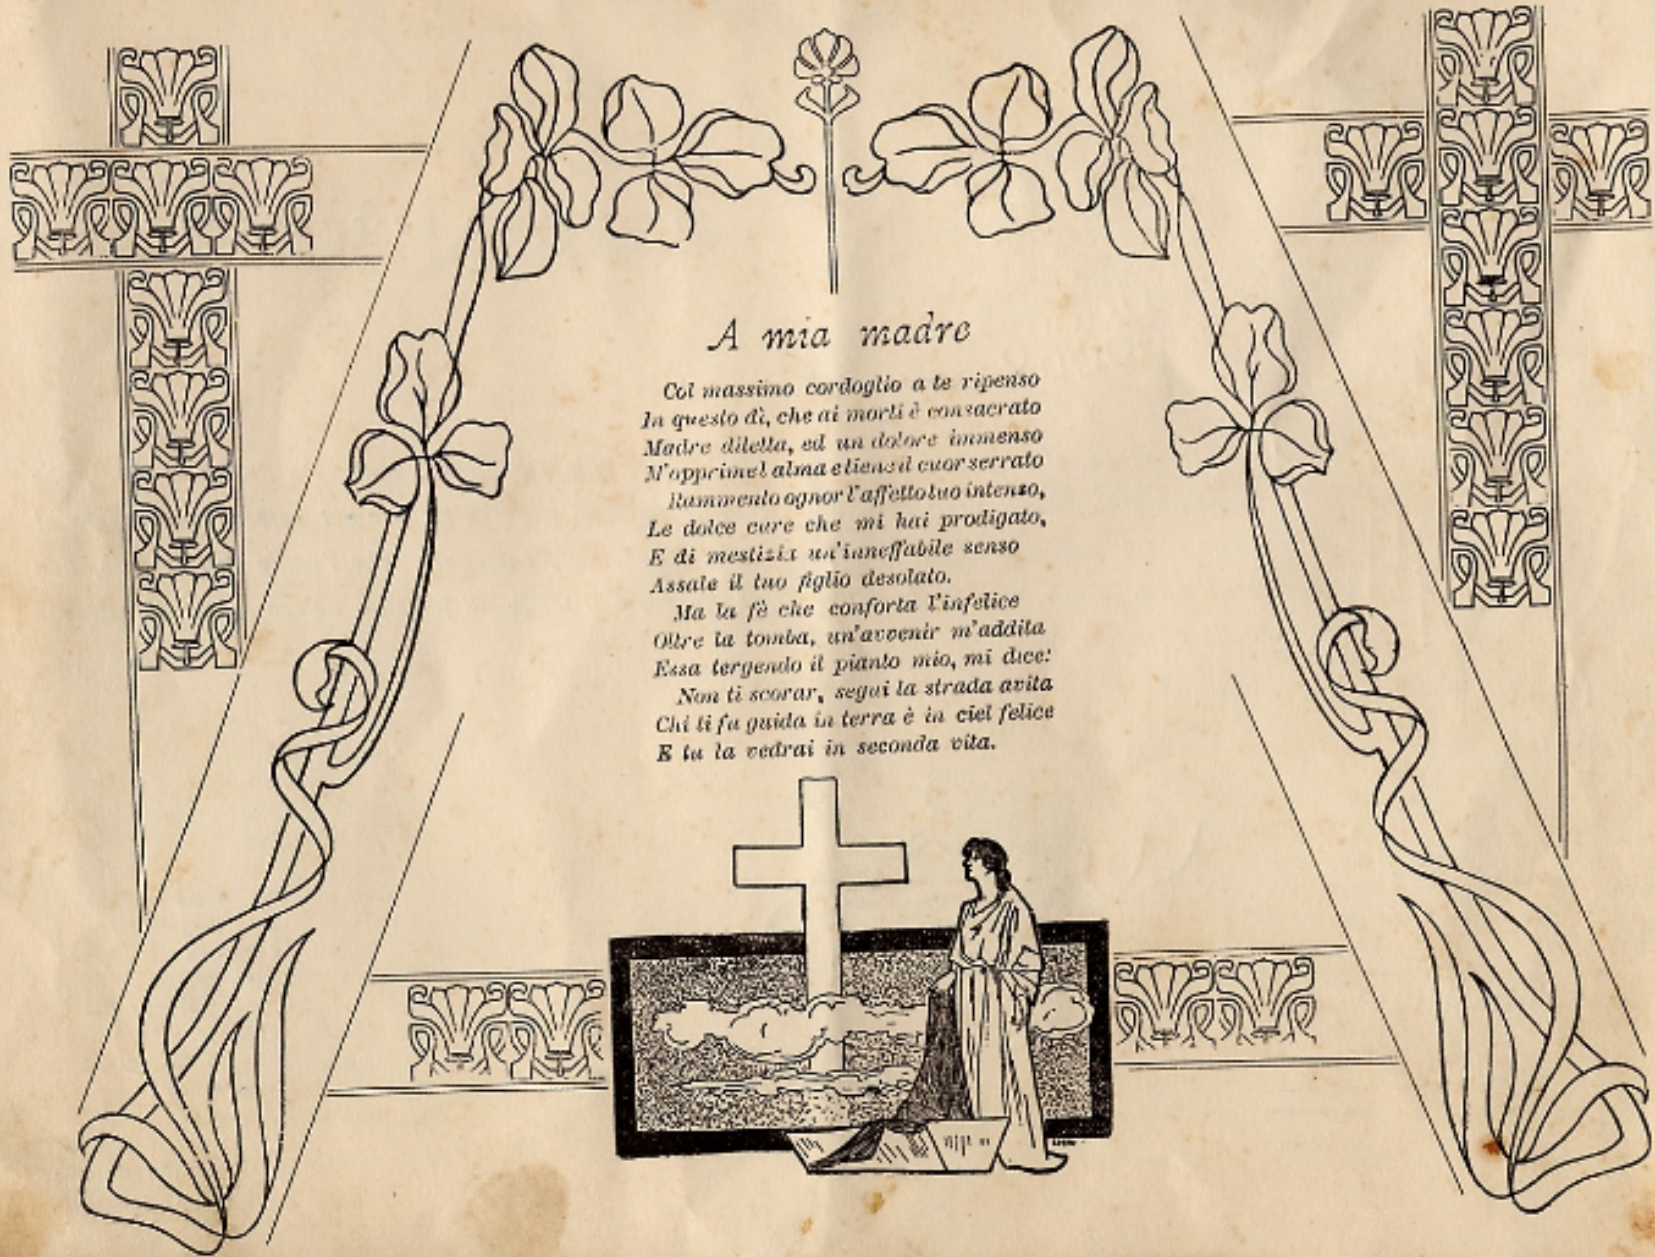 A mia madre
Col massimo cordoglio a te ripenso
In questo dì, che ai morti è consacrato
Madre diletta, ed un dolore immenso
M'opprime l alma e tiene il cuor serrato
Rammento ognor l'affetto tuo intenso,
Le dolce cure che mi hai prodigato,
E di mestizia un'inneffabile senso
Assale il tuo figlio desolato.
Ma la fè che conforta l'infelice
Oltre la tomba, un'avvenir m'addita
Essa tergendo il pianto mio, mi dice:
Non ti scorar, segui la strada avita
Chi ti fu guida in terra è in ciel felice
E tu la vedrai in seconda vita.